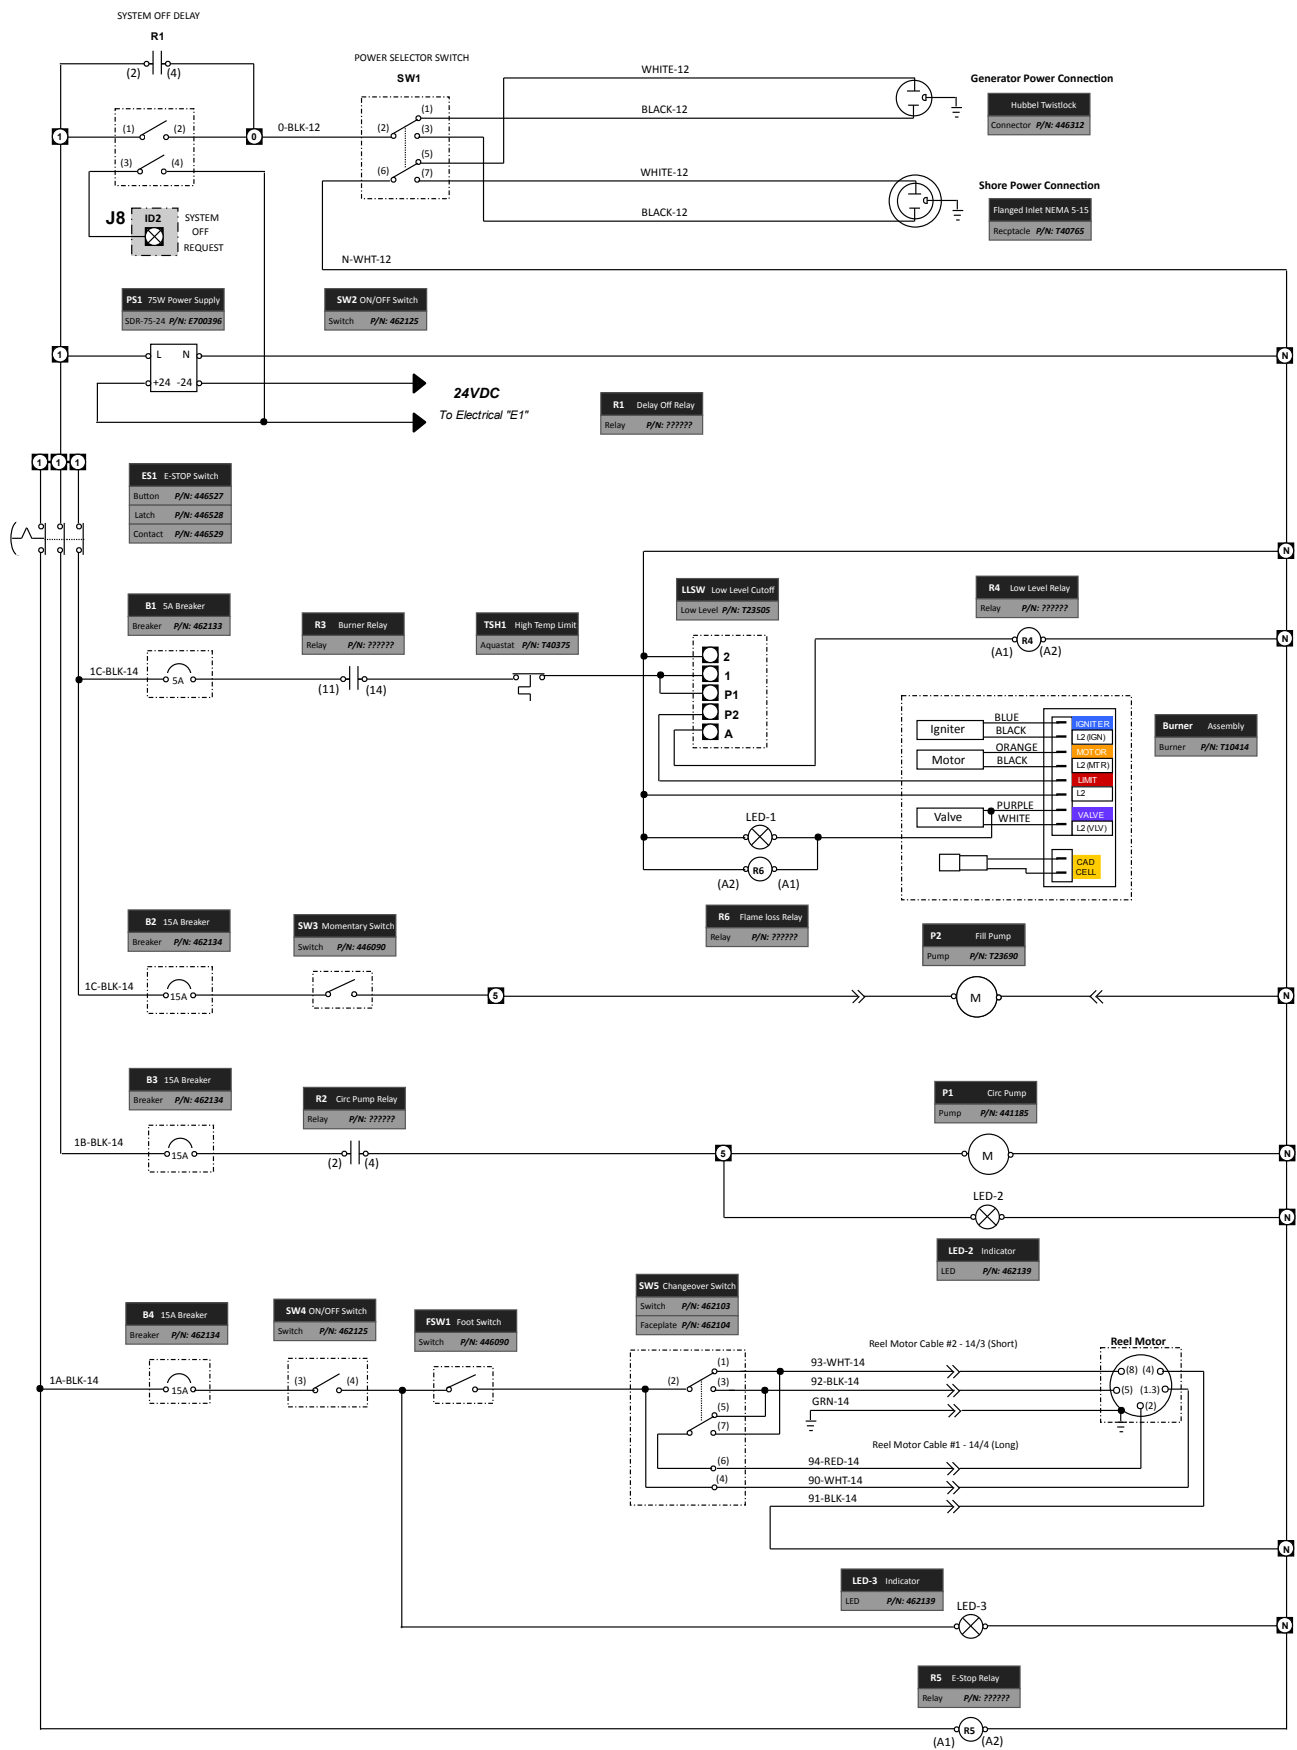 SYSTEM OFF DELAY
R1
(2) (4)
POWER SELECTOR SWITCH
SW1
WHITE-12
Generator Power Connection
(1)
BLACK-12
Hubbel Twistlock
Connector P/N: 446312
1 (1) (2) 0 0-BLK-12 (2) (3)
(5)
(3) (4) (6) (7)
WHITE-12
Shore Power Connection
Flanged Inlet NEMA 5-15
Recptacle P/N: T40765
BLACK-12
J8 ID2 SYSTEM
OFF
REQUEST
N-WHT-12
PS1 75W Power Supply
SDR-75-24 P/N: E700396
SW2 ON/OFF Switch
Switch P/N: 462125
1 L N N
+24 -24
24VDC
To Electrical "E1"
R1 Delay Off Relay
Relay P/N: ??????
1 1 1
ES1 E-STOP Switch
Button P/N: 446527
Latch P/N: 446528
Contact P/N: 446529
N
B1 5A Breaker
Breaker P/N: 462133
R3 Burner Relay
Relay P/N: ??????
TSH1 High Temp Limit
Aquastat P/N: T40375
LLSW Low Level Cutoff
Low Level P/N: T23505
R4 Low Level Relay
Relay P/N: ??????
R4 N
(A1) (A2)
1C-BLK-14
5A
(11) (14)
2
1
P1
P2
A
Burner Assembly
Burner P/N: T10414
Igniter BLUE IGNITER
BLACK L2 (IGN)
Motor ORANGE MOTOR
BLACK L2 (MTR)
LIMIT
L2
Valve PURPLE VALVE
WHITE L2 (VLV)
CAD
CELL
LED-1
R6
(A2) (A1)
R6 Flame loss Relay
Relay P/N: ??????
B2 15A Breaker
Breaker P/N: 462134
SW3 Momentary Switch
Switch P/N: 446090
P2 Fill Pump
Pump P/N: T23690
1C-BLK-14
15A 5 M N
B3 15A Breaker
Breaker P/N: 462134
R2 Circ Pump Relay
Relay P/N: ??????
P1 Circ Pump
Pump P/N: 441185
1B-BLK-14
15A (2) (4) 5 M N
LED-2
N
LED-2 Indicator
LED P/N: 462139
B4 15A Breaker
Breaker P/N: 462134
SW4 ON/OFF Switch
Switch P/N: 462125
FSW1 Foot Switch
Switch P/N: 446090
SW5 Changeover Switch
Switch P/N: 462103
Faceplate P/N: 462104
Reel Motor Cable #2 - 14/3 (Short)
Reel Motor
1A-BLK-14
15A
(3) (4)
(1) 93-WHT-14 (8) (4)
(2) (3) 92-BLK-14 (5) (1.3)
(5) GRN-14 (2)
(7)
Reel Motor Cable #1 - 14/4 (Long)
(6) 94-RED-14
(4) 90-WHT-14
91-BLK-14
N
LED-3 Indicator
LED P/N: 462139
LED-3
N
R5 E-Stop Relay
Relay P/N: ??????
R5
(A1) (A2)